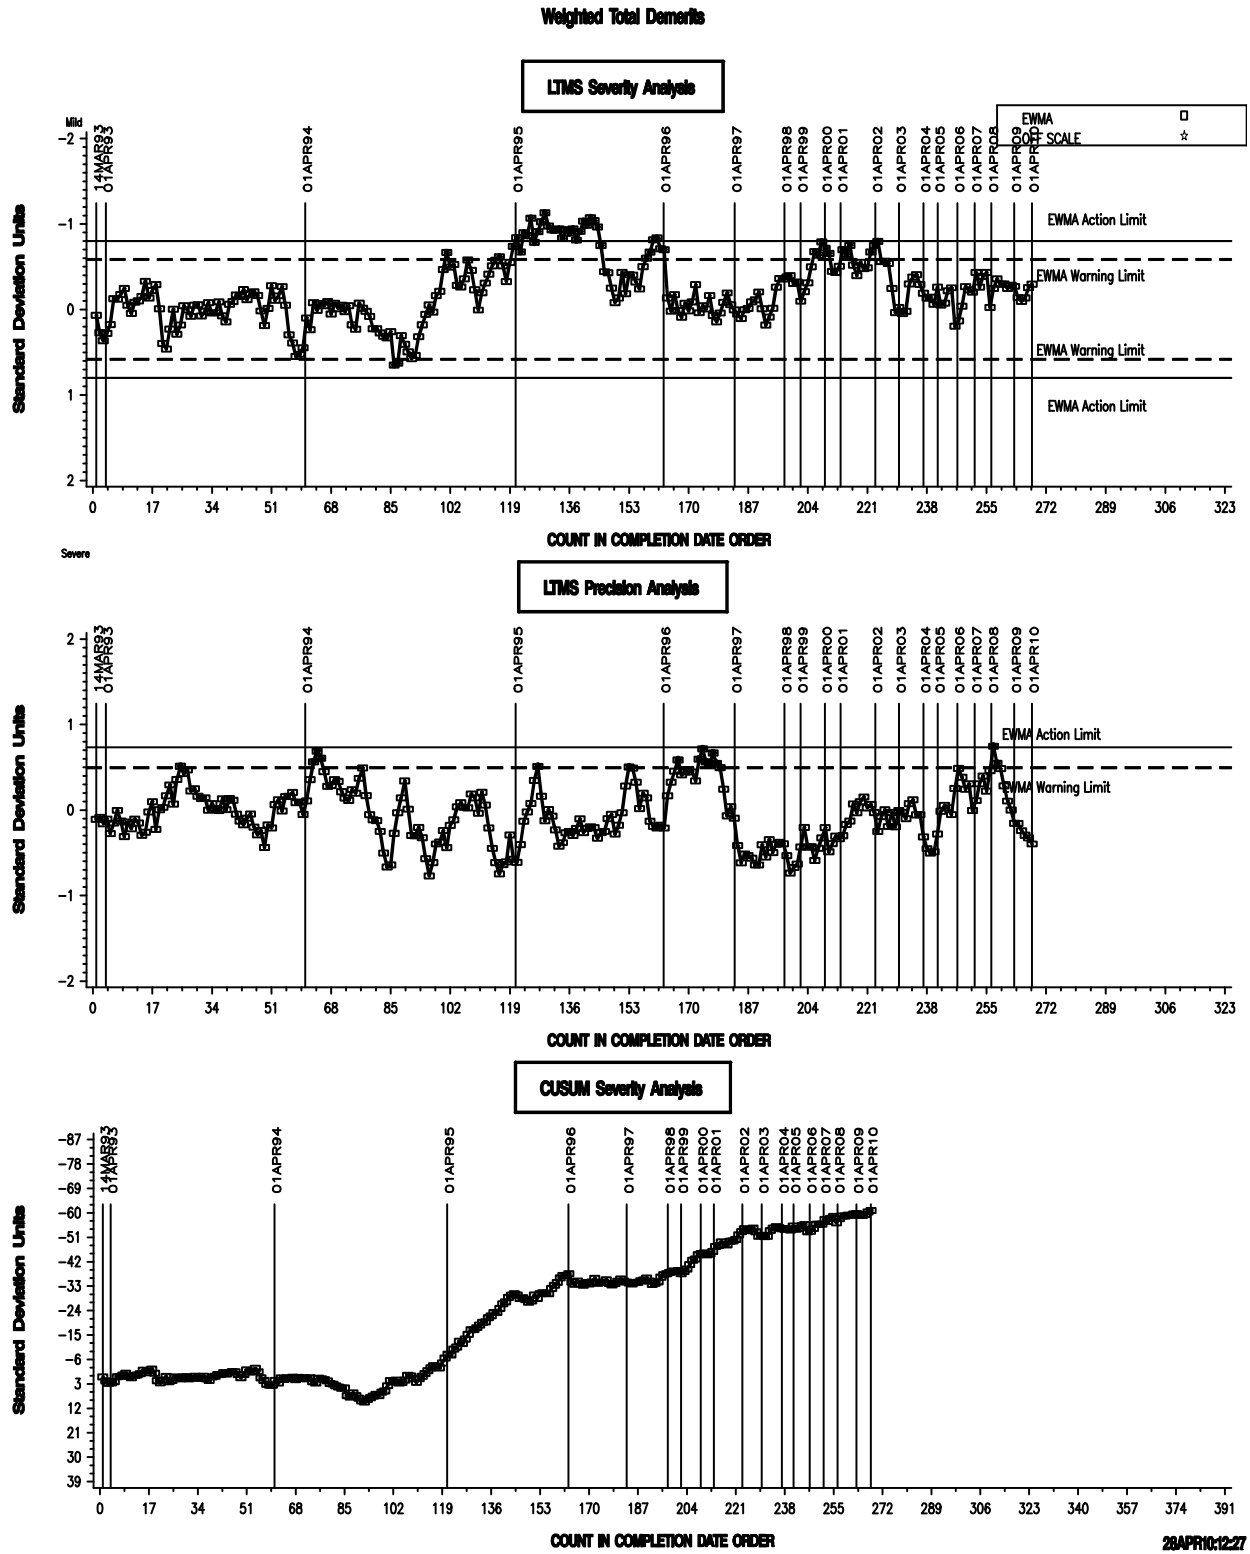 Weighted Total Demerits
LTMS Severity Analysis
EWMA
OFF SCALE
Mild
14MAR93 01APR93 01APR94 01APR95 01APR96 01APR97 01APR98 01APR99 01APR00 01APR01 01APR02 01APR03 01APR04 01APR05 01APR06 01APR07 01APR08 01APR09 01APR10
Standard Deviation Units
-2
-1
0
1
2
EWMA Action Limit
EWMA Warning Limit
EWMA Warning Limit
EWMA Action Limit
0 17 34 51 68 85 102 119 136 153 170 187 204 221 238 255 272 289 306 323
COUNT IN COMPLETION DATE ORDER
Severe
LTMS Precision Analysis
14MAR93 01APR93 01APR94 01APR95 01APR96 01APR97 01APR98 01APR99 01APR00 01APR01 01APR02 01APR03 01APR04 01APR05 01APR06 01APR07 01APR08 01APR09 01APR10
Standard Deviation Units
2
1
0
-1
-2
EWMA Action Limit
EWMA Warning Limit
0 17 34 51 68 85 102 119 136 153 170 187 204 221 238 255 272 289 306 323
COUNT IN COMPLETION DATE ORDER
CUSUM Severity Analysis
14MAR93 01APR93 01APR94 01APR95 01APR96 01APR97 01APR98 01APR99 01APR00 01APR01 01APR02 01APR03 01APR04 01APR05 01APR06 01APR07 01APR08 01APR09 01APR10
Standard Deviation Units
-87
-78
-69
-60
-51
-42
-33
-24
-15
-6
3
12
21
30
39
0 17 34 51 68 85 102 119 136 153 170 187 204 221 238 255 272 289 306 323 340 357 374 391
COUNT IN COMPLETION DATE ORDER
28APR10:12:27